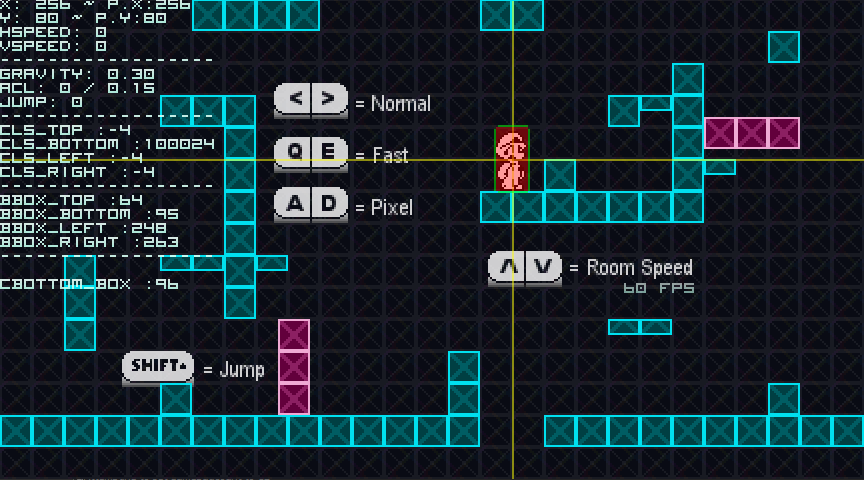 X: 256 ~ P.X:256
Y: 80 ~ P.Y:80
HSPEED: 0
VSPEED: 0
--------------------
GRAVITY: 0.30
ACL: 0 / 0.15
JUMP: 0
--------------------
CLS_TOP :-4
CLS_BOTTOM :100024
CLS_LEFT :-4
CLS_RIGHT :-4
--------------------
BBOX_TOP :64
BBOX_BOTTOM :95
BBOX_LEFT :248
BBOX_RIGHT :263
--------------------
CBOTTOM_BOX :96
< > = Normal
Q E = Fast
A D = Pixel
Λ V = Room Speed
60 FPS
SHIFT▲ = Jump